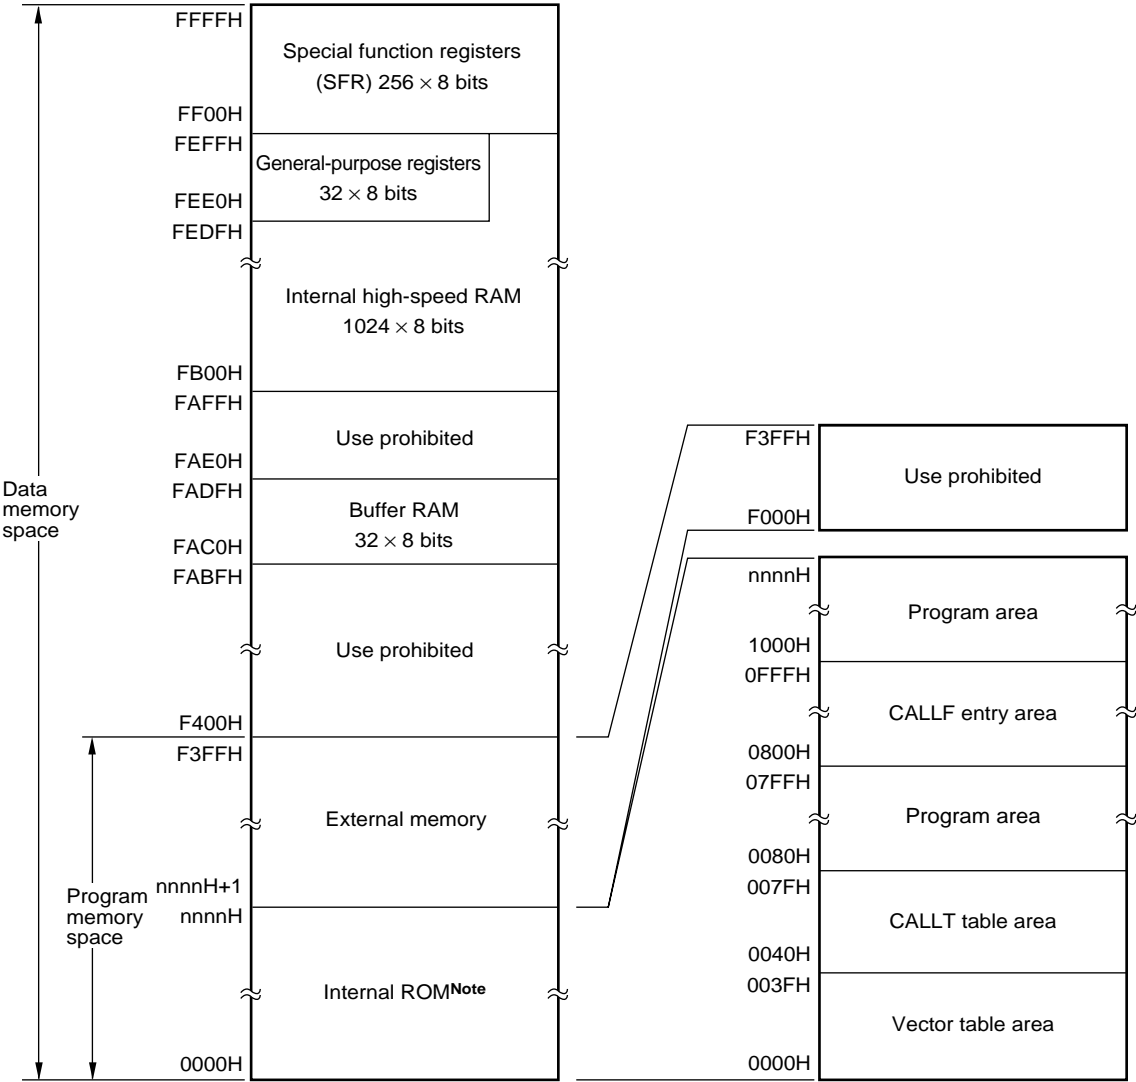 FFFFH
Special function registers
(SFR) 256 × 8 bits
FF00H
FEFFH
General-purpose registers
32 × 8 bits
FEE0H
FEDFH
Internal high-speed RAM
1024 × 8 bits
FB00H
FAFFH
Use prohibited
FAE0H
FADFH
Buffer RAM
32 × 8 bits
FAC0H
FABFH
Use prohibited
F400H
F3FFH
External memory
nnnnH+1
nnnnH
Internal ROMNote
0000H
Data
memory
space
Program
memory
space
F3FFH
Use prohibited
F000H
nnnnH
Program area
1000H
0FFFH
CALLF entry area
0800H
07FFH
Program area
0080H
007FH
CALLT table area
0040H
003FH
Vector table area
0000H